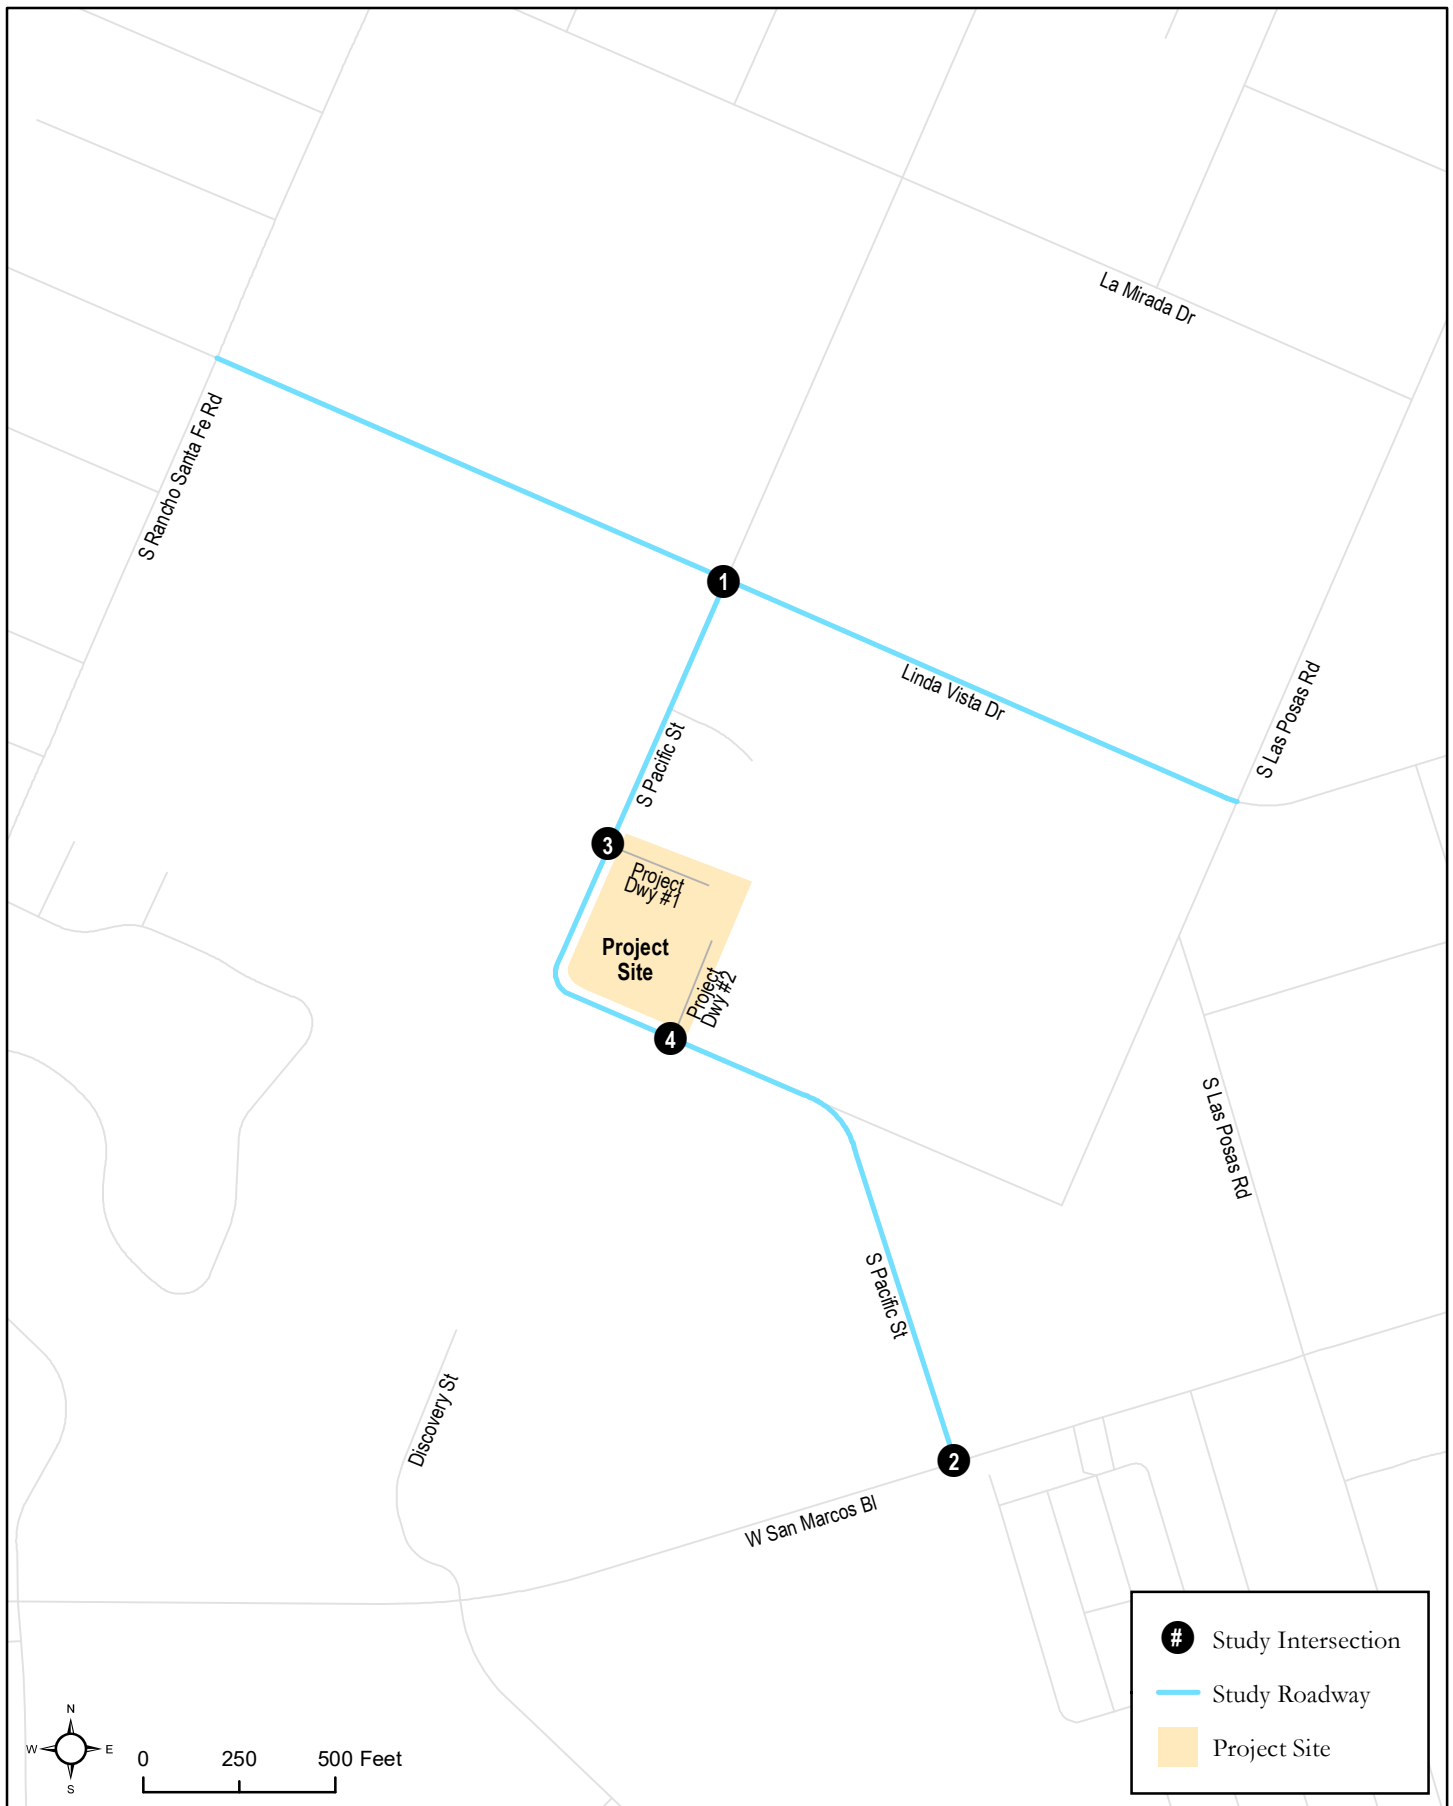 La Mirada Dr
S Rancho Santa Fe Rd
1
Linda Vista Dr
S Las Posas Rd
S Pacific St
3
Project
Dwy #1
Project
Site
Project
Dwy #2
4
S Las Posas Rd
S Pacific St
Discovery St
2
W San Marcos Bl
# Study Intersection
Study Roadway
Project Site
N
W E
S
0 250 500 Feet